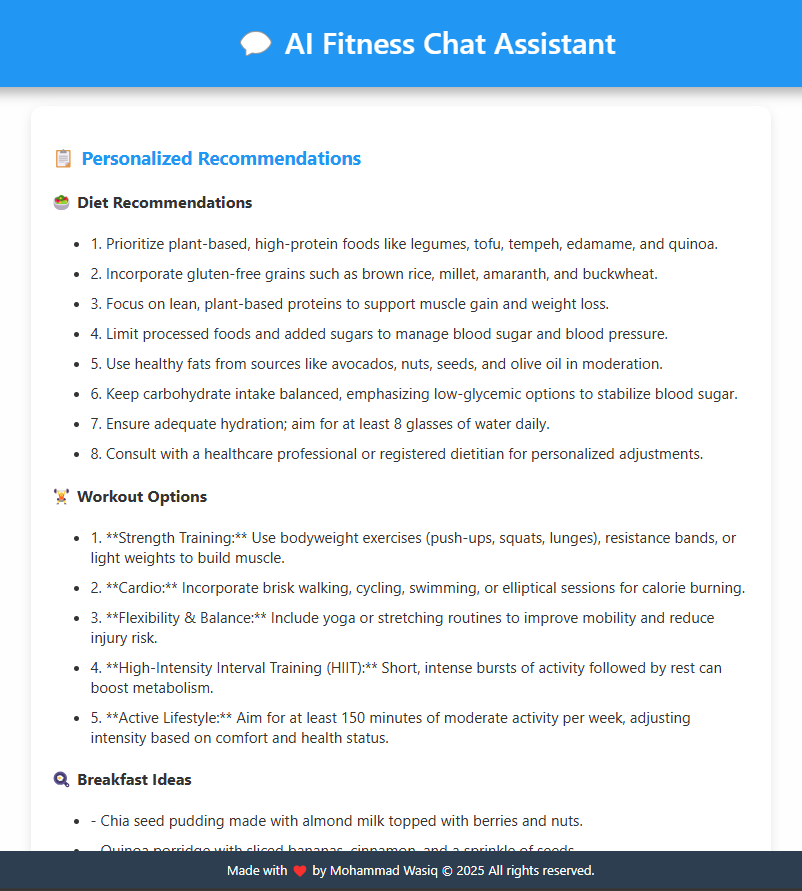 💬 AI Fitness Chat Assistant
📋 Personalized Recommendations
🥗 Diet Recommendations
• 1. Prioritize plant-based, high-protein foods like legumes, tofu, tempeh, edamame, and quinoa.
• 2. Incorporate gluten-free grains such as brown rice, millet, amaranth, and buckwheat.
• 3. Focus on lean, plant-based proteins to support muscle gain and weight loss.
• 4. Limit processed foods and added sugars to manage blood sugar and blood pressure.
• 5. Use healthy fats from sources like avocados, nuts, seeds, and olive oil in moderation.
• 6. Keep carbohydrate intake balanced, emphasizing low-glycemic options to stabilize blood sugar.
• 7. Ensure adequate hydration; aim for at least 8 glasses of water daily.
• 8. Consult with a healthcare professional or registered dietitian for personalized adjustments.
🏋️ Workout Options
• 1. **Strength Training:** Use bodyweight exercises (push-ups, squats, lunges), resistance bands, or
light weights to build muscle.
• 2. **Cardio:** Incorporate brisk walking, cycling, swimming, or elliptical sessions for calorie burning.
• 3. **Flexibility & Balance:** Include yoga or stretching routines to improve mobility and reduce
injury risk.
• 4. **High-Intensity Interval Training (HIIT):** Short, intense bursts of activity followed by rest can
boost metabolism.
• 5. **Active Lifestyle:** Aim for at least 150 minutes of moderate activity per week, adjusting
intensity based on comfort and health status.
🍳 Breakfast Ideas
• - Chia seed pudding made with almond milk topped with berries and nuts.
• - Quinoa porridge with sliced bananas, cinnamon, and a sprinkle of seeds.
Made with ❤️ by Mohammad Wasiq © 2025 All rights reserved.